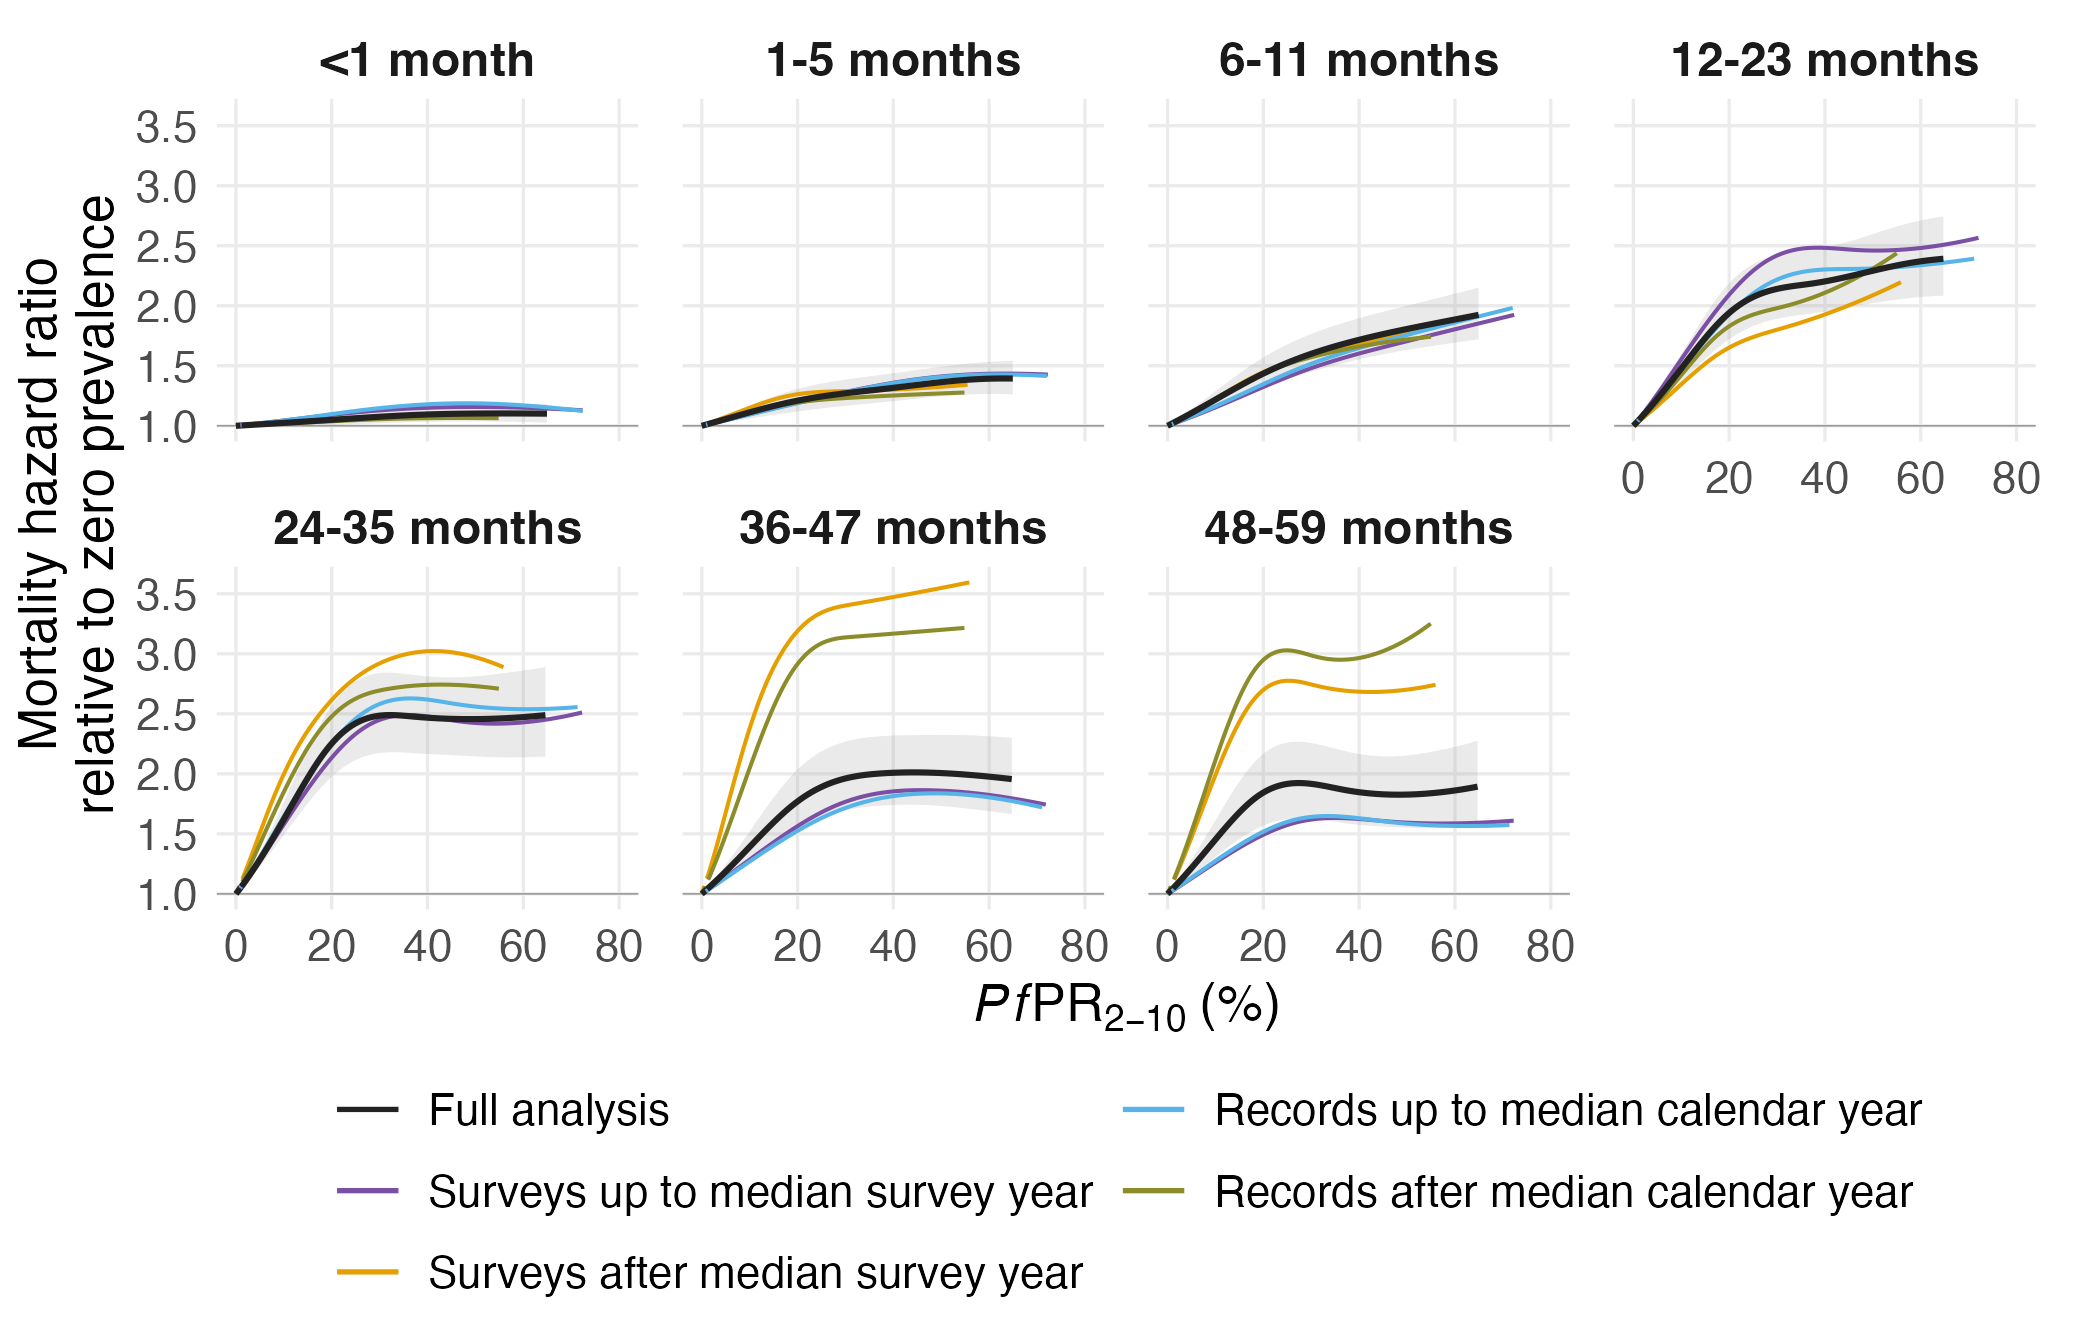 <1 month
1-5 months
6-11 months
12-23 months
3.5
3.0
2.5
2.0
1.5
1.0
0 20 40 60 80
Mortality hazard ratio
relative to zero prevalence
24-35 months
36-47 months
48-59 months
3.5
3.0
2.5
2.0
1.5
1.0
0 20 40 60 80
0 20 40 60 80
0 20 40 60 80
PfPR2–10 (%)
Full analysis
Surveys up to median survey year
Surveys after median survey year
Records up to median calendar year
Records after median calendar year